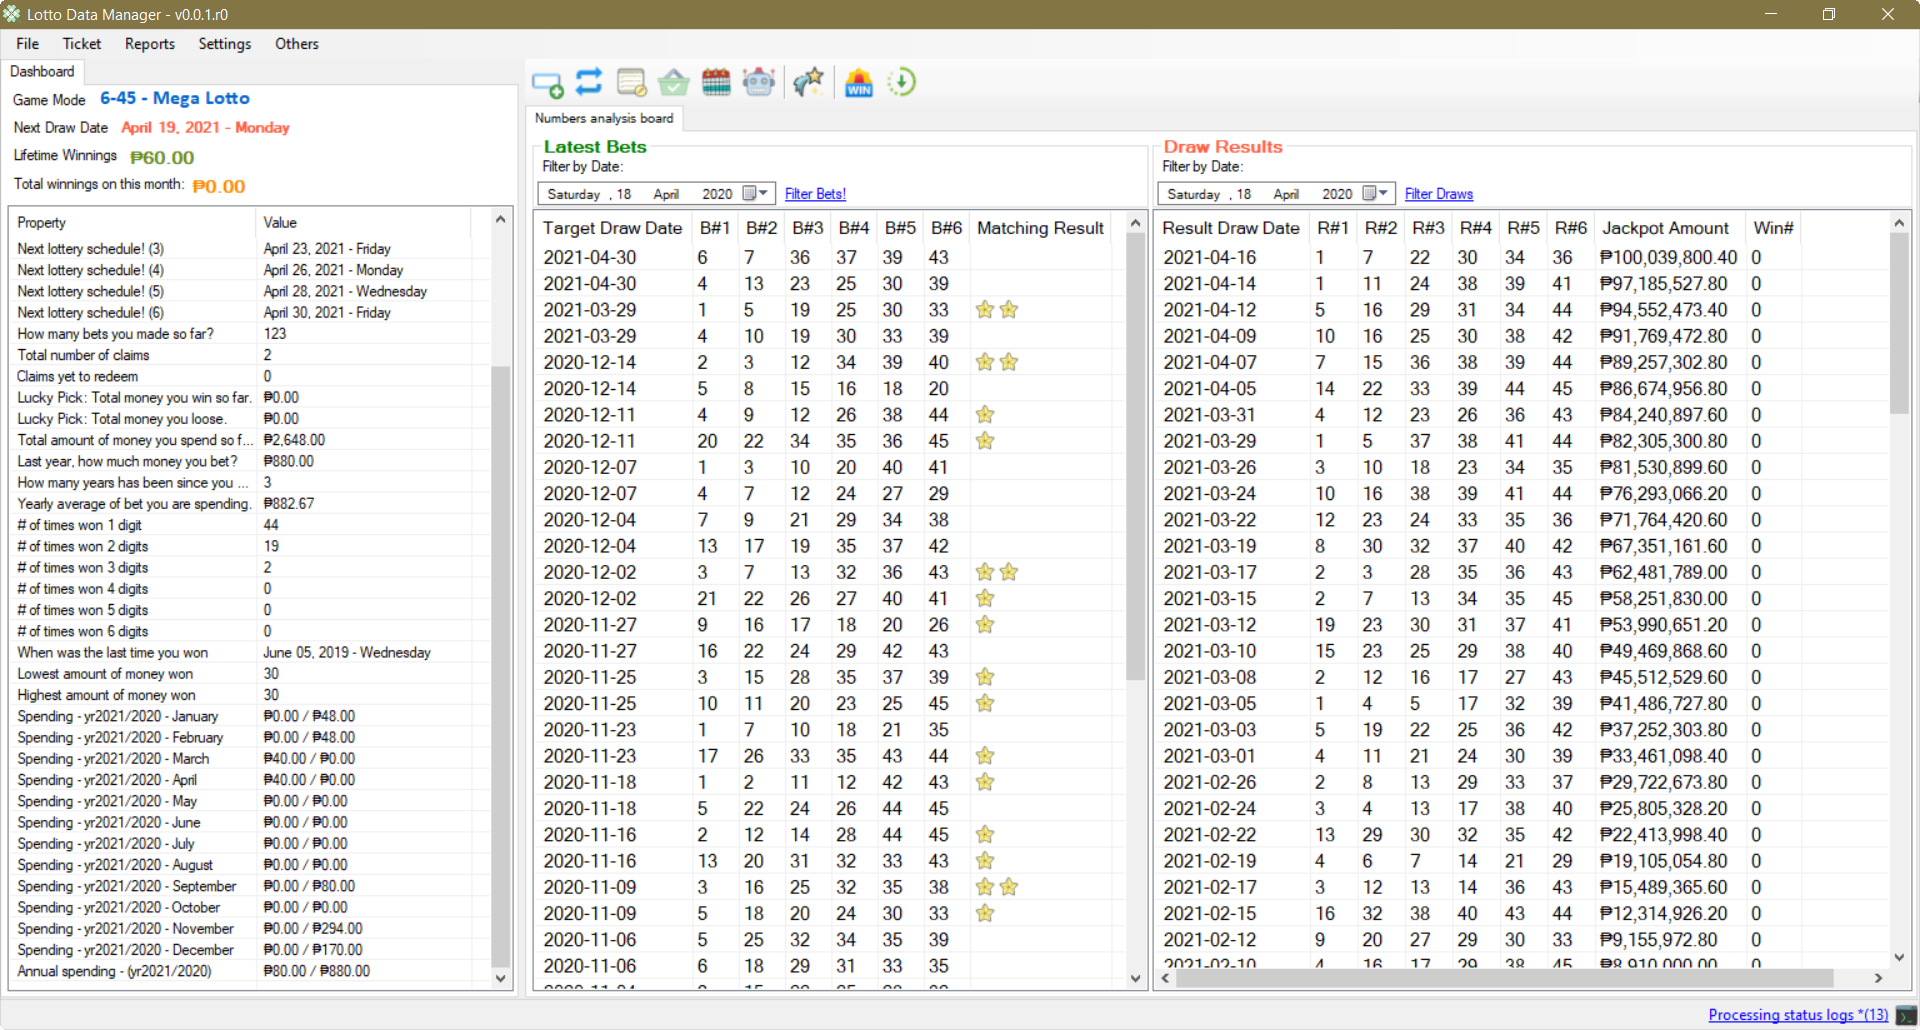 Lotto Data Manager - v0.0.1.r0
File Ticket Reports Settings Others
Dashboard
Game Mode 6-45 - Mega Lotto
Next Draw Date April 19, 2021 - Monday
Lifetime Winnings ₱60.00
Total winnings on this month: ₱0.00
Property Value
Next lottery schedule! (3) April 23, 2021 - Friday
Next lottery schedule! (4) April 26, 2021 - Monday
Next lottery schedule! (5) April 28, 2021 - Wednesday
Next lottery schedule! (6) April 30, 2021 - Friday
How many bets you made so far? 123
Total number of claims 2
Claims yet to redeem 0
Lucky Pick: Total money you win so far. ₱0.00
Lucky Pick: Total money you loose. ₱0.00
Total amount of money you spend so f... ₱2,648.00
Last year, how much money you bet? ₱880.00
How many years has been since you ... 3
Yearly average of bet you are spending. ₱882.67
# of times won 1 digit 44
# of times won 2 digits 19
# of times won 3 digits 2
# of times won 4 digits 0
# of times won 5 digits 0
# of times won 6 digits 0
When was the last time you won June 05, 2019 - Wednesday
Lowest amount of money won 30
Highest amount of money won 30
Spending - yr2021/2020 - January ₱0.00 / ₱48.00
Spending - yr2021/2020 - February ₱0.00 / ₱48.00
Spending - yr2021/2020 - March ₱40.00 / ₱0.00
Spending - yr2021/2020 - April ₱40.00 / ₱0.00
Spending - yr2021/2020 - May ₱0.00 / ₱0.00
Spending - yr2021/2020 - June ₱0.00 / ₱0.00
Spending - yr2021/2020 - July ₱0.00 / ₱0.00
Spending - yr2021/2020 - August ₱0.00 / ₱0.00
Spending - yr2021/2020 - September ₱0.00 / ₱80.00
Spending - yr2021/2020 - October ₱0.00 / ₱0.00
Spending - yr2021/2020 - November ₱0.00 / ₱294.00
Spending - yr2021/2020 - December ₱0.00 / ₱170.00
Annual spending - (yr2021/2020) ₱80.00 / ₱880.00
WIN
Numbers analysis board
Latest Bets
Filter by Date:
Saturday , 18 April 2020 Filter Bets!
Target Draw Date B#1 B#2 B#3 B#4 B#5 B#6 Matching Result
2021-04-30 6 7 36 37 39 43
2021-04-30 4 13 23 25 30 39
2021-03-29 1 5 19 25 30 33
2021-03-29 4 10 19 30 33 39
2020-12-14 2 3 12 34 39 40
2020-12-14 5 8 15 16 18 20
2020-12-11 4 9 12 26 38 44
2020-12-11 20 22 34 35 36 45
2020-12-07 1 3 10 20 40 41
2020-12-07 4 7 12 24 27 29
2020-12-04 7 9 21 29 34 38
2020-12-04 13 17 19 35 37 42
2020-12-02 3 7 13 32 36 43
2020-12-02 21 22 26 27 40 41
2020-11-27 9 16 17 18 20 26
2020-11-27 16 22 24 29 42 43
2020-11-25 3 15 28 35 37 39
2020-11-25 10 11 20 23 25 45
2020-11-23 1 7 10 18 21 35
2020-11-23 17 26 33 35 43 44
2020-11-18 1 2 11 12 42 43
2020-11-18 5 22 24 26 44 45
2020-11-16 2 12 14 28 44 45
2020-11-16 13 20 31 32 33 43
2020-11-09 3 16 25 32 35 38
2020-11-09 5 18 20 24 30 33
2020-11-06 5 25 32 34 35 39
2020-11-06 6 18 29 31 33 35
Draw Results
Filter by Date:
Saturday , 18 April 2020 Filter Draws
Result Draw Date R#1 R#2 R#3 R#4 R#5 R#6 Jackpot Amount Win#
2021-04-16 1 7 22 30 34 36 ₱100,039,800.40 0
2021-04-14 1 11 24 38 39 41 ₱97,185,527.80 0
2021-04-12 5 16 29 31 34 44 ₱94,552,473.40 0
2021-04-09 10 16 25 30 38 42 ₱91,769,472.80 0
2021-04-07 7 15 36 38 39 44 ₱89,257,302.80 0
2021-04-05 14 22 33 39 44 45 ₱86,674,956.80 0
2021-03-31 4 12 23 26 36 43 ₱84,240,897.60 0
2021-03-29 1 5 37 38 41 44 ₱82,305,300.80 0
2021-03-26 3 10 18 23 34 35 ₱81,530,899.60 0
2021-03-24 10 16 38 39 41 44 ₱76,293,066.20 0
2021-03-22 12 23 24 33 35 36 ₱71,764,420.60 0
2021-03-19 8 30 32 37 40 42 ₱67,351,161.60 0
2021-03-17 2 3 28 35 36 43 ₱62,481,789.00 0
2021-03-15 2 7 13 34 35 45 ₱58,251,830.00 0
2021-03-12 19 23 30 31 37 41 ₱53,990,651.20 0
2021-03-10 15 23 25 29 38 40 ₱49,469,868.60 0
2021-03-08 2 12 16 17 27 43 ₱45,512,529.60 0
2021-03-05 1 4 5 17 32 39 ₱41,486,727.80 0
2021-03-03 5 19 22 25 36 42 ₱37,252,303.80 0
2021-03-01 4 11 21 24 30 39 ₱33,461,098.40 0
2021-02-26 2 8 13 29 33 37 ₱29,722,673.80 0
2021-02-24 3 4 13 17 38 40 ₱25,805,328.20 0
2021-02-22 13 29 30 32 35 42 ₱22,413,998.40 0
2021-02-19 4 6 7 14 21 29 ₱19,105,054.80 0
2021-02-17 3 12 13 14 36 43 ₱15,489,365.60 0
2021-02-15 16 32 38 40 43 44 ₱12,314,926.20 0
2021-02-12 9 20 27 29 30 33 ₱9,155,972.80 0
2021-02-10 4 16 17 29 38 45 ₱8,910,000.00 0
Processing status logs *(13)